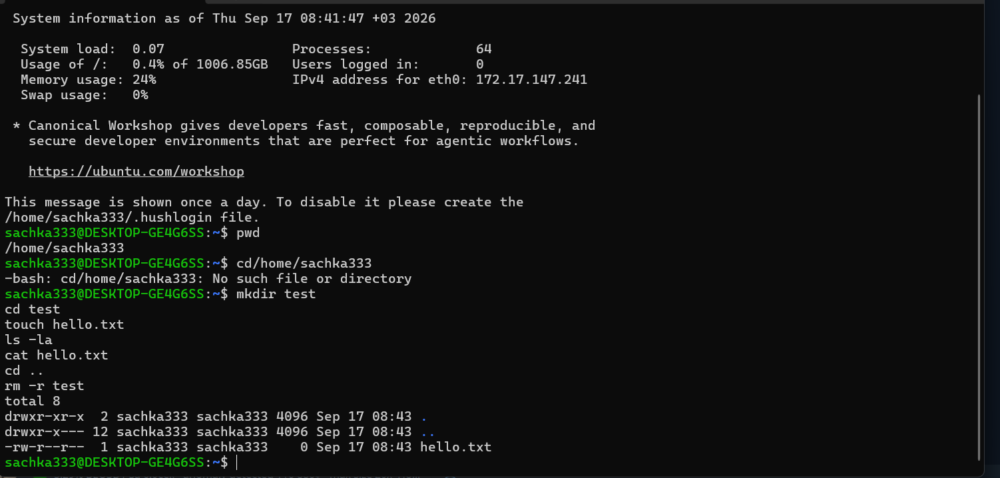 System information as of Thu Sep 17 08:41:47 +03 2026
System load: 0.07 Processes: 64
Usage of /: 0.4% of 1006.85GB Users logged in: 0
Memory usage: 24% IPv4 address for eth0: 172.17.147.241
Swap usage: 0%
* Canonical Workshop gives developers fast, composable, reproducible, and
secure developer environments that are perfect for agentic workflows.
https://ubuntu.com/workshop
This message is shown once a day. To disable it please create the
/home/sachka333/.hushlogin file.
sachka333@DESKTOP-GE4G6SS:~$ pwd
/home/sachka333
sachka333@DESKTOP-GE4G6SS:~$ cd/home/sachka333
-bash: cd/home/sachka333: No such file or directory
sachka333@DESKTOP-GE4G6SS:~$ mkdir test
cd test
touch hello.txt
ls -la
cat hello.txt
cd ..
rm -r test
total 8
drwxr-xr-x 2 sachka333 sachka333 4096 Sep 17 08:43 .
drwxr-x--- 12 sachka333 sachka333 4096 Sep 17 08:43 ..
-rw-r--r-- 1 sachka333 sachka333 0 Sep 17 08:43 hello.txt
sachka333@DESKTOP-GE4G6SS:~$